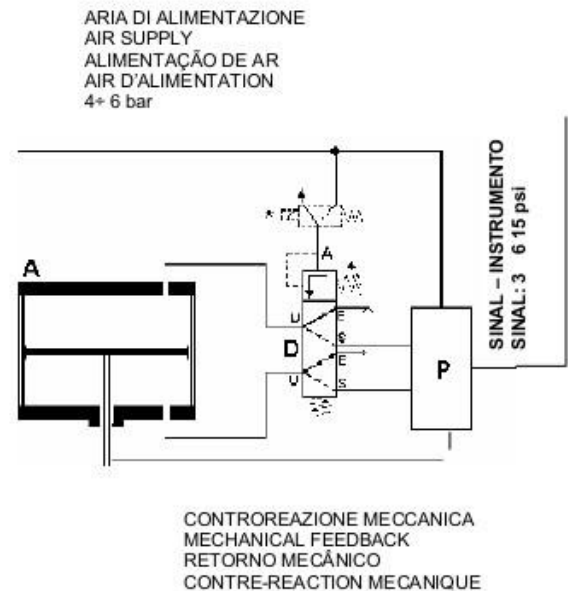 ARIA DI ALIMENTAZIONE
AIR SUPPLY
ALIMENTAÇÃO DE AR
AIR D'ALIMENTATION
4÷ 6 bar
SINAL – INSTRUMENTO
SINAL: 3 6 15 psi
A
A
U
E
D
S
E
U
S
P
CONTROREAZIONE MECCANICA
MECHANICAL FEEDBACK
RETORNO MECÂNICO
CONTRE-REACTION MECANIQUE